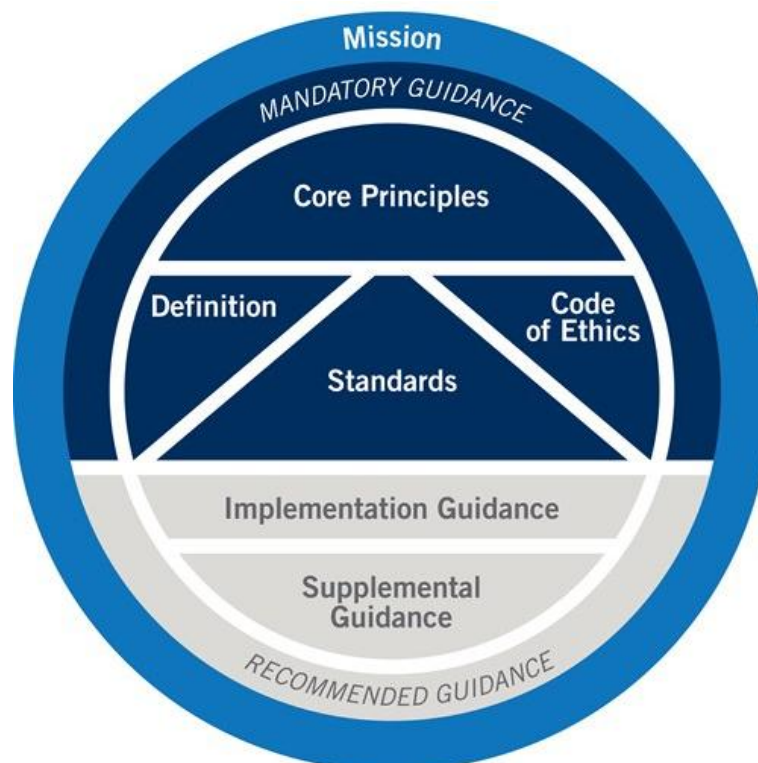 Mission
MANDATORY GUIDANCE
Core Principles
Definition
Code
of Ethics
Standards
Implementation Guidance
Supplemental
Guidance
RECOMMENDED GUIDANCE